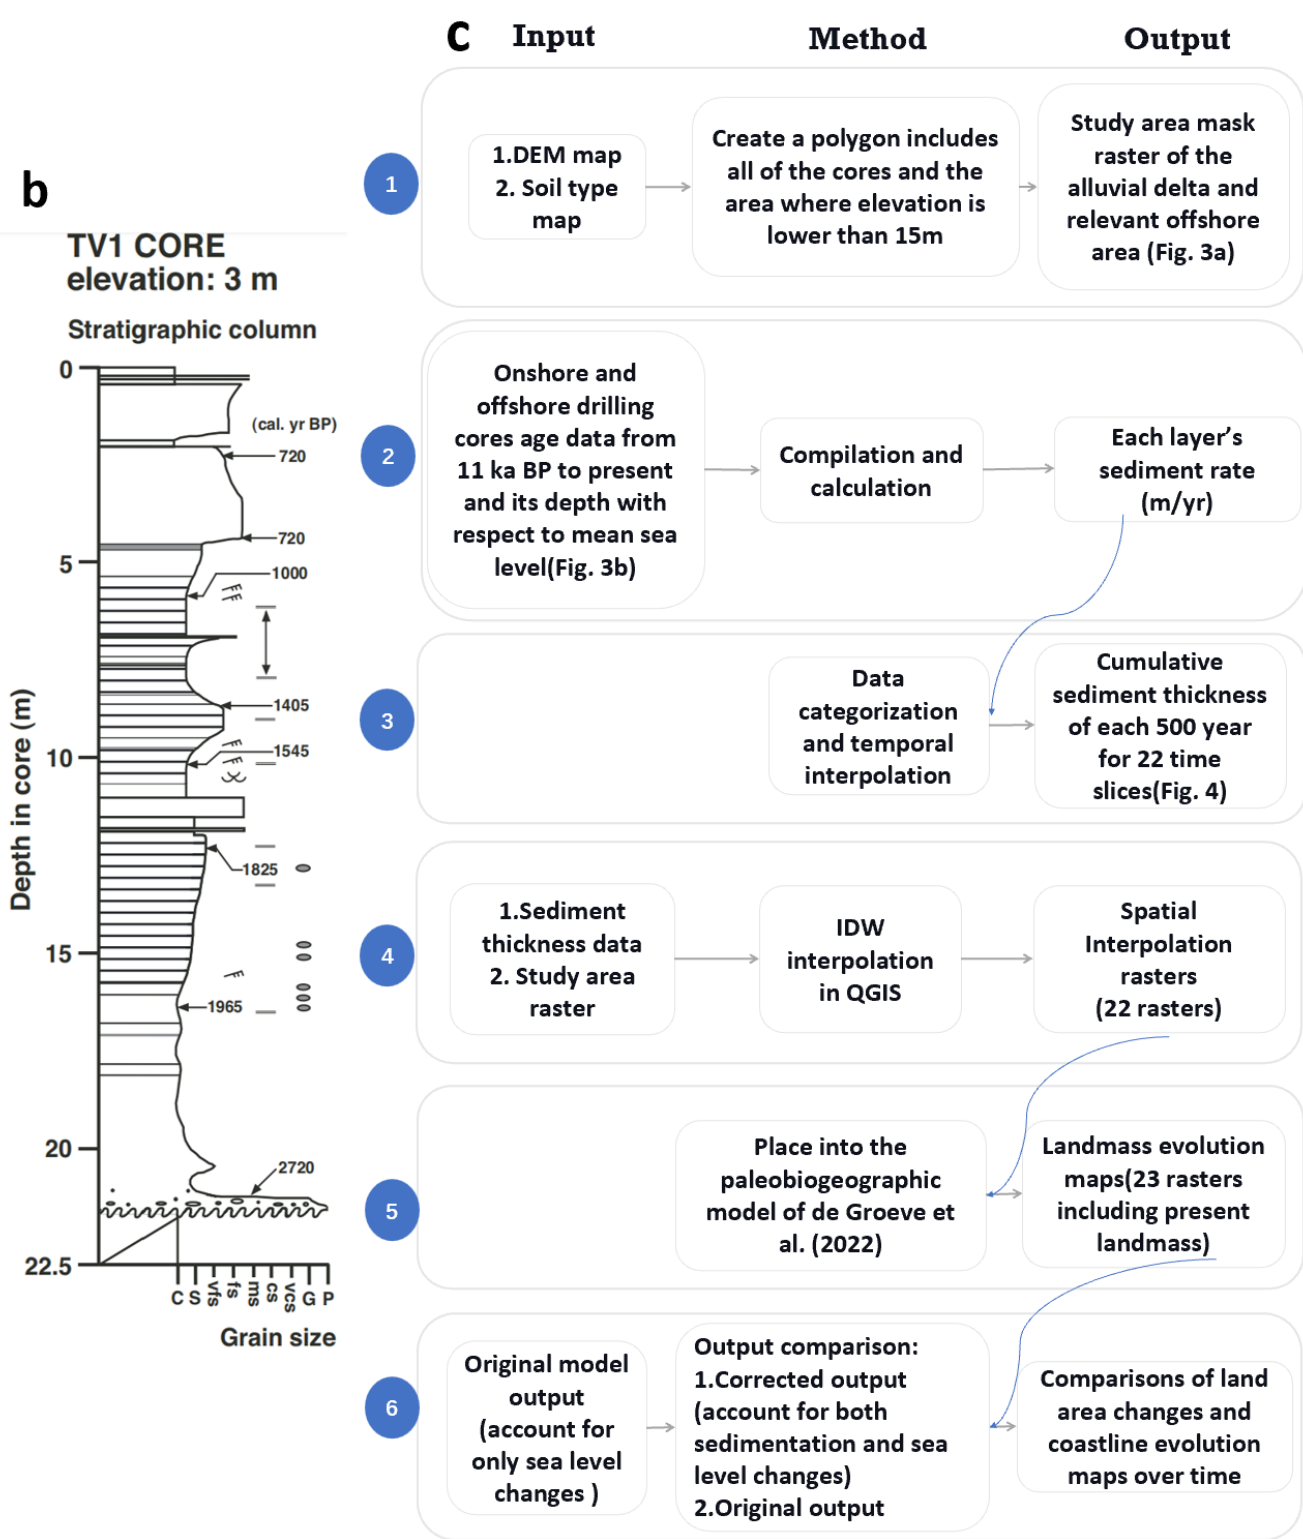 b
TV1 CORE
elevation: 3 m
Stratigraphic column
0
(cal. yr BP)
720
720
5
1000
1405
10
1545
1825
15
1965
20
2720
22.5
C S vfs fs ms cs vcs G P
Grain size
Depth in core (m)
c
Input
Method
Output
1
1.DEM map
2. Soil type
map
Create a polygon includes
all of the cores and the
area where elevation is
lower than 15m
Study area mask
raster of the
alluvial delta and
relevant offshore
area (Fig. 3a)
2
Onshore and
offshore drilling
cores age data from
11 ka BP to present
and its depth with
respect to mean sea
level(Fig. 3b)
Compilation and
calculation
Each layer’s
sediment rate
(m/yr)
3
Data
categorization
and temporal
interpolation
Cumulative
sediment thickness
of each 500 year
for 22 time
slices(Fig. 4)
4
1.Sediment
thickness data
2. Study area
raster
IDW
interpolation
in QGIS
Spatial
Interpolation
rasters
(22 rasters)
5
Place into the
paleobiogeographic
model of de Groeve et
al. (2022)
Landmass evolution
maps(23 rasters
including present
landmass)
6
Original model
output
(account for
only sea level
changes )
Output comparison:
1.Corrected output
(account for both
sedimentation and sea
level changes)
2.Original output
Comparisons of land
area changes and
coastline evolution
maps over time